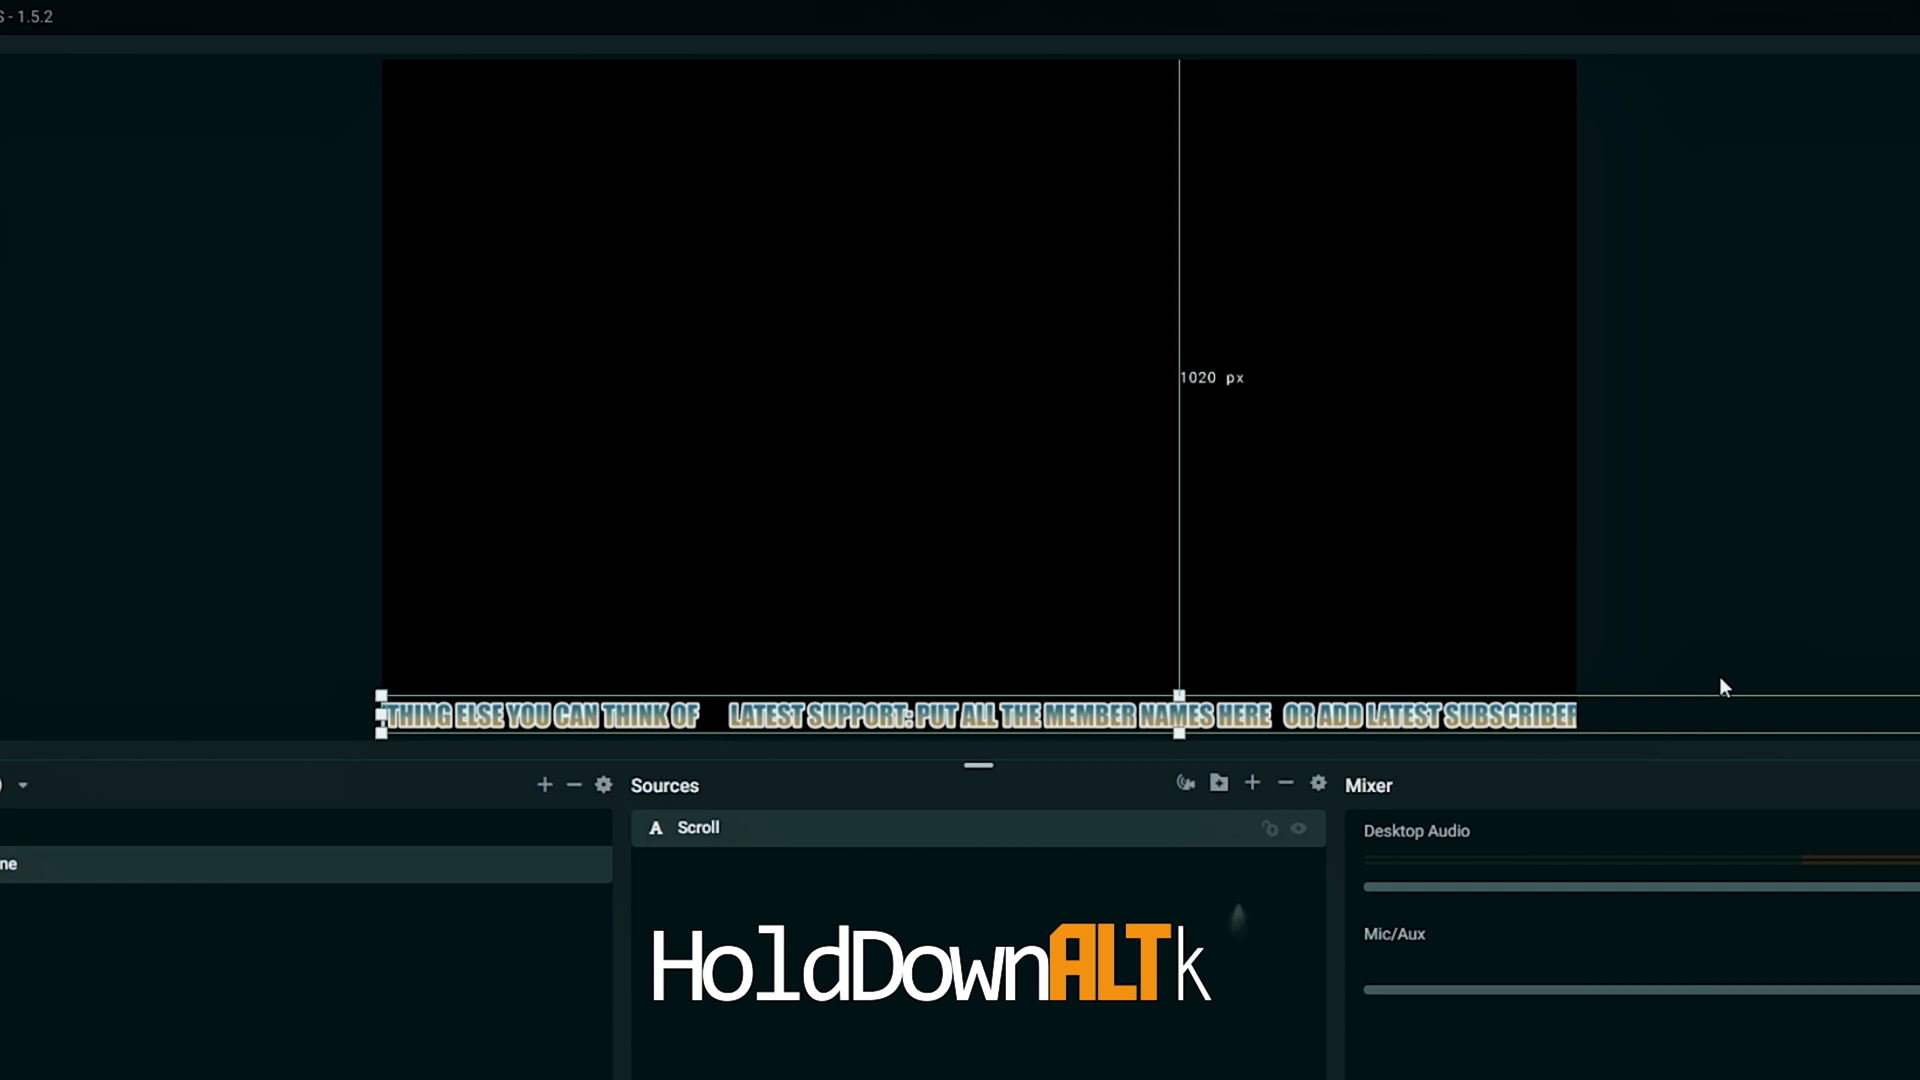 S - 1.5.2
1020 px
THING ELSE YOU CAN THINK OF LATEST SUPPORT: PUT ALL THE MEMBER NAMES HERE OR ADD LATEST SUBSCRIBER
Sources
Mixer
A Scroll
Desktop Audio
ne
HoldDownALTk
Mic/Aux